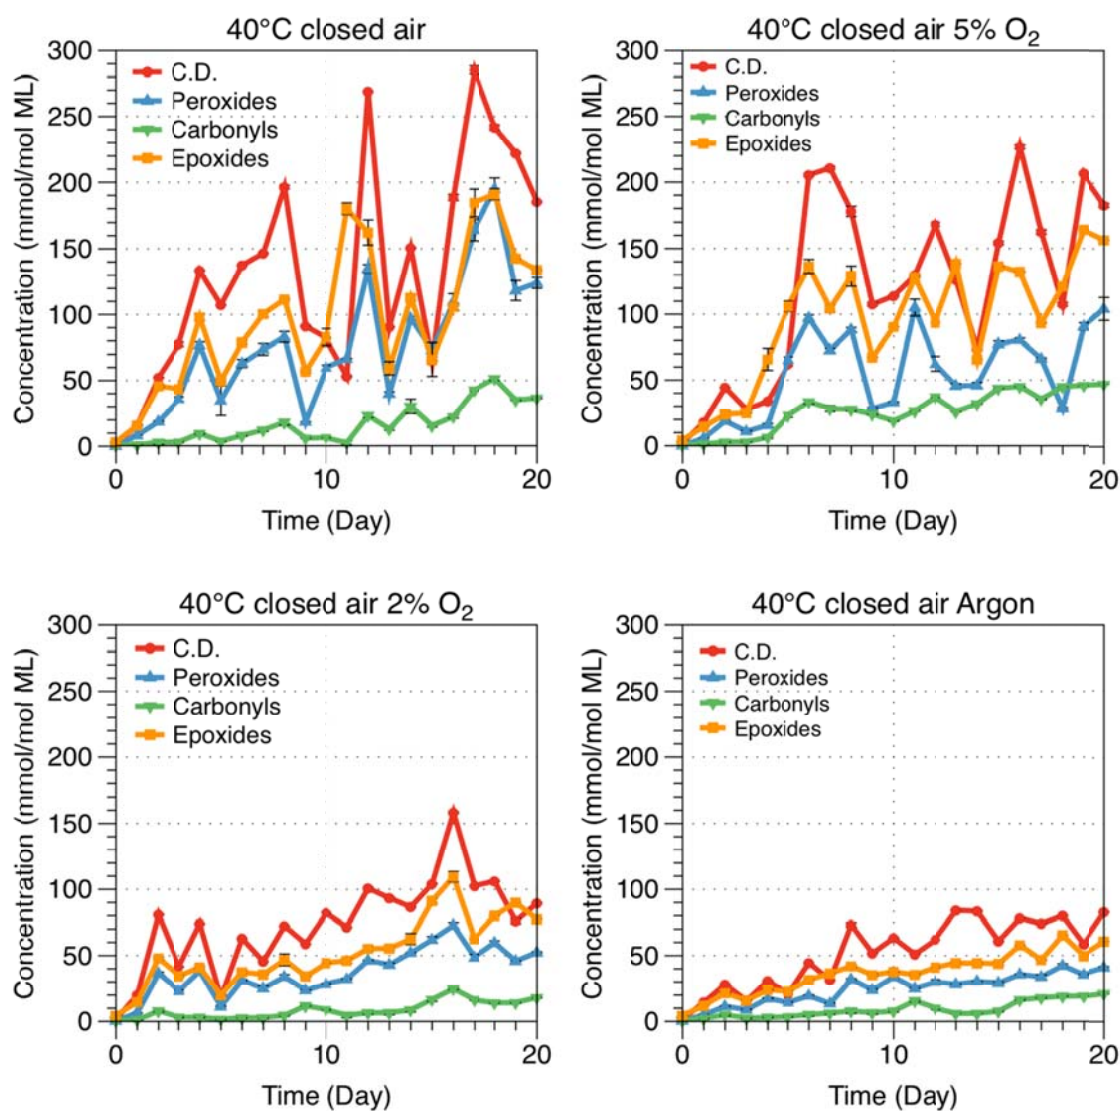 40°C closed air
Concentration (mmol/mol ML)
300
250
200
150
100
50
0
C.D.
Peroxides
Carbonyls
Epoxides
0 10 20
Time (Day)
40°C closed air 5% O₂
Concentration (mmol/mol ML)
300
250
200
150
100
50
0
C.D.
Peroxides
Carbonyls
Epoxides
0 10 20
Time (Day)
40°C closed air 2% O₂
Concentration (mmol/mol ML)
300
250
200
150
100
50
0
C.D.
Peroxides
Carbonyls
Epoxides
0 10 20
Time (Day)
40°C closed air Argon
Concentration (mmol/mol ML)
300
250
200
150
100
50
0
C.D.
Peroxides
Carbonyls
Epoxides
0 10 20
Time (Day)